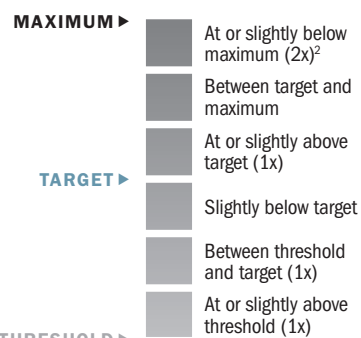 MAXIMUM▶
At or slightly below
maximum (2x)²
Between target and
maximum
At or slightly above
target (1x)
TARGET▶
Slightly below target
Between threshold
and target (1x)
At or slightly above
threshold (1x)
THRESHOLD▶